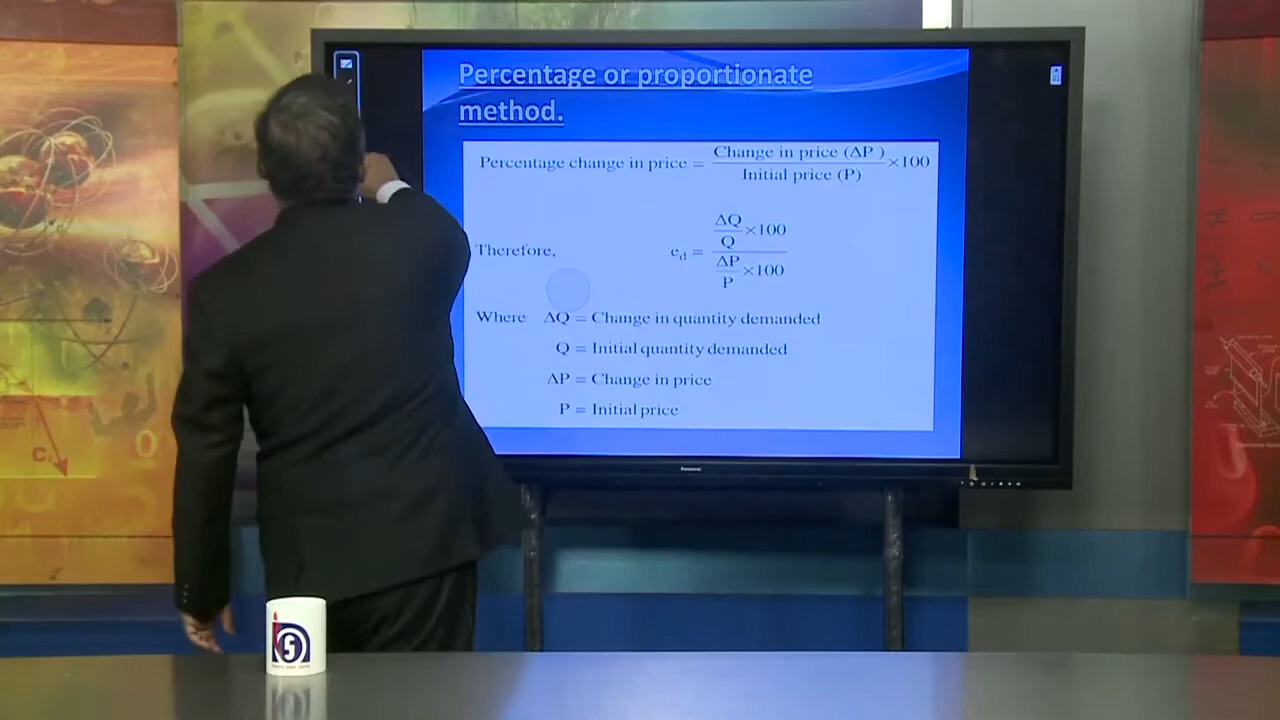 Percentage or proportionate
method.
Percentage change in price = Change in price (ΔP ) / Initial price (P) ×100
Therefore, e_d = (ΔQ/Q ×100) / (ΔP/P ×100)
Where ΔQ = Change in quantity demanded
Q = Initial quantity demanded
ΔP = Change in price
P = Initial price
Panasonic